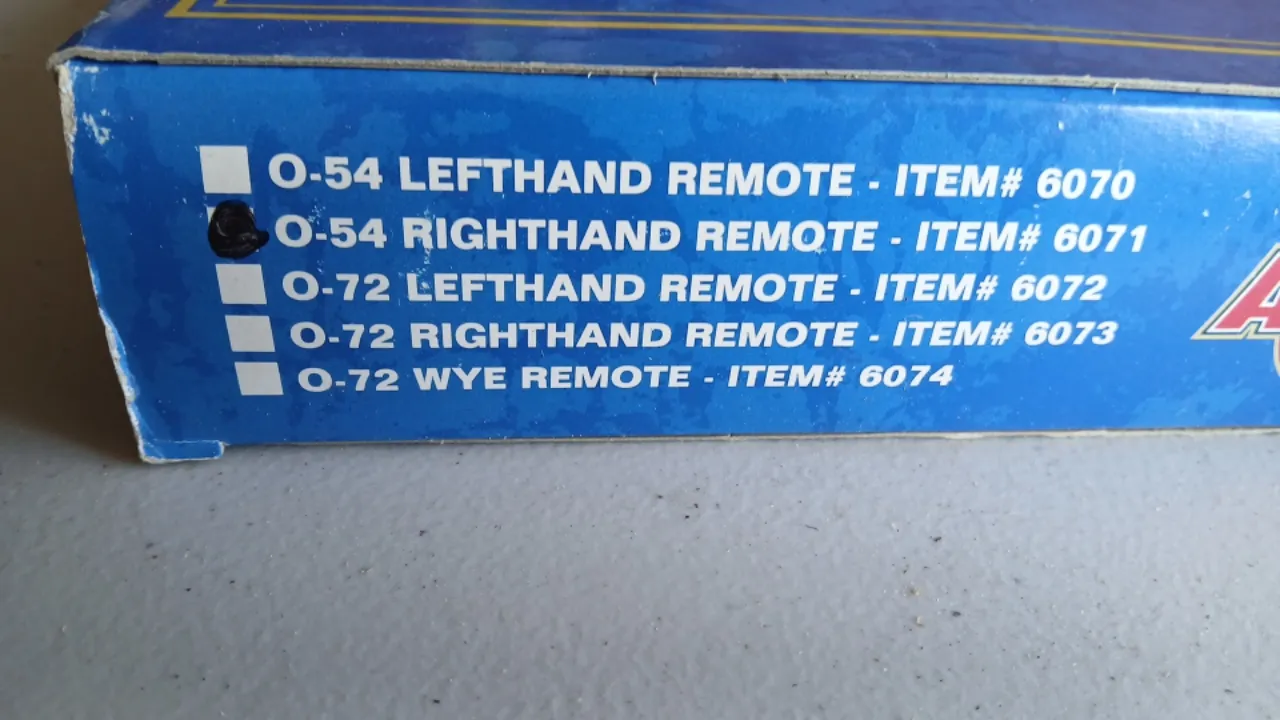 O-54 LEFTHAND REMOTE - ITEM# 6070
O-54 RIGHTHAND REMOTE - ITEM# 6071
O-72 LEFTHAND REMOTE - ITEM# 6072
O-72 RIGHTHAND REMOTE - ITEM# 6073
O-72 WYE REMOTE - ITEM# 6074